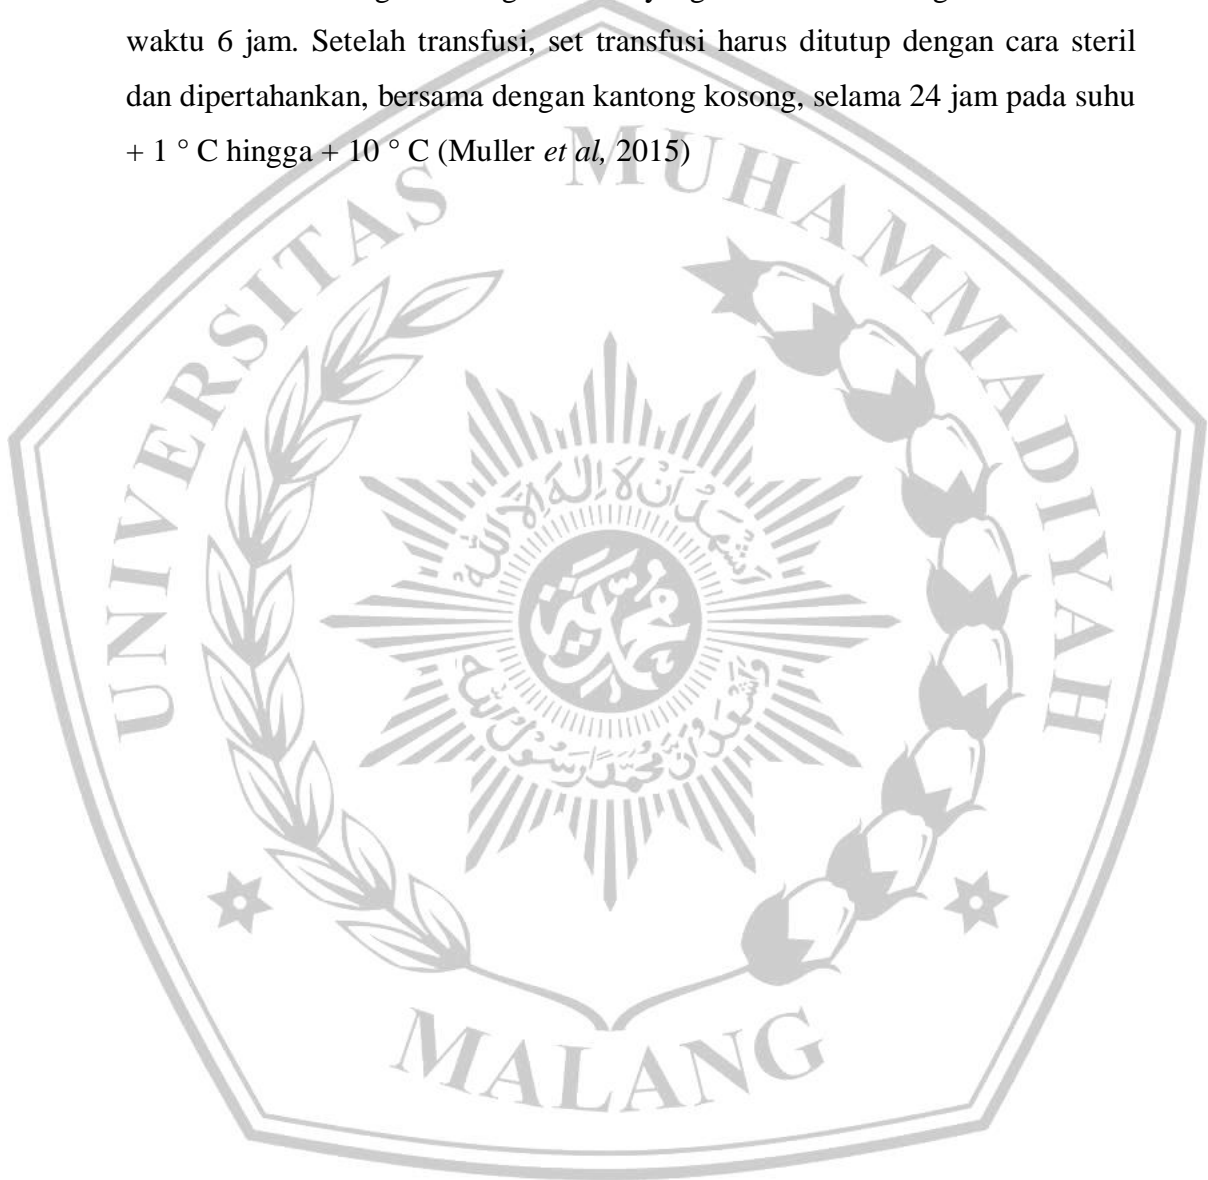 waktu 6 jam. Setelah transfusi, set transfusi harus ditutup dengan cara steril
dan dipertahankan, bersama dengan kantong kosong, selama 24 jam pada suhu
+ 1 ° C hingga + 10 ° C (Muller et al, 2015)
UNIVERSITAS MUHAMMADIYAH
MALANG